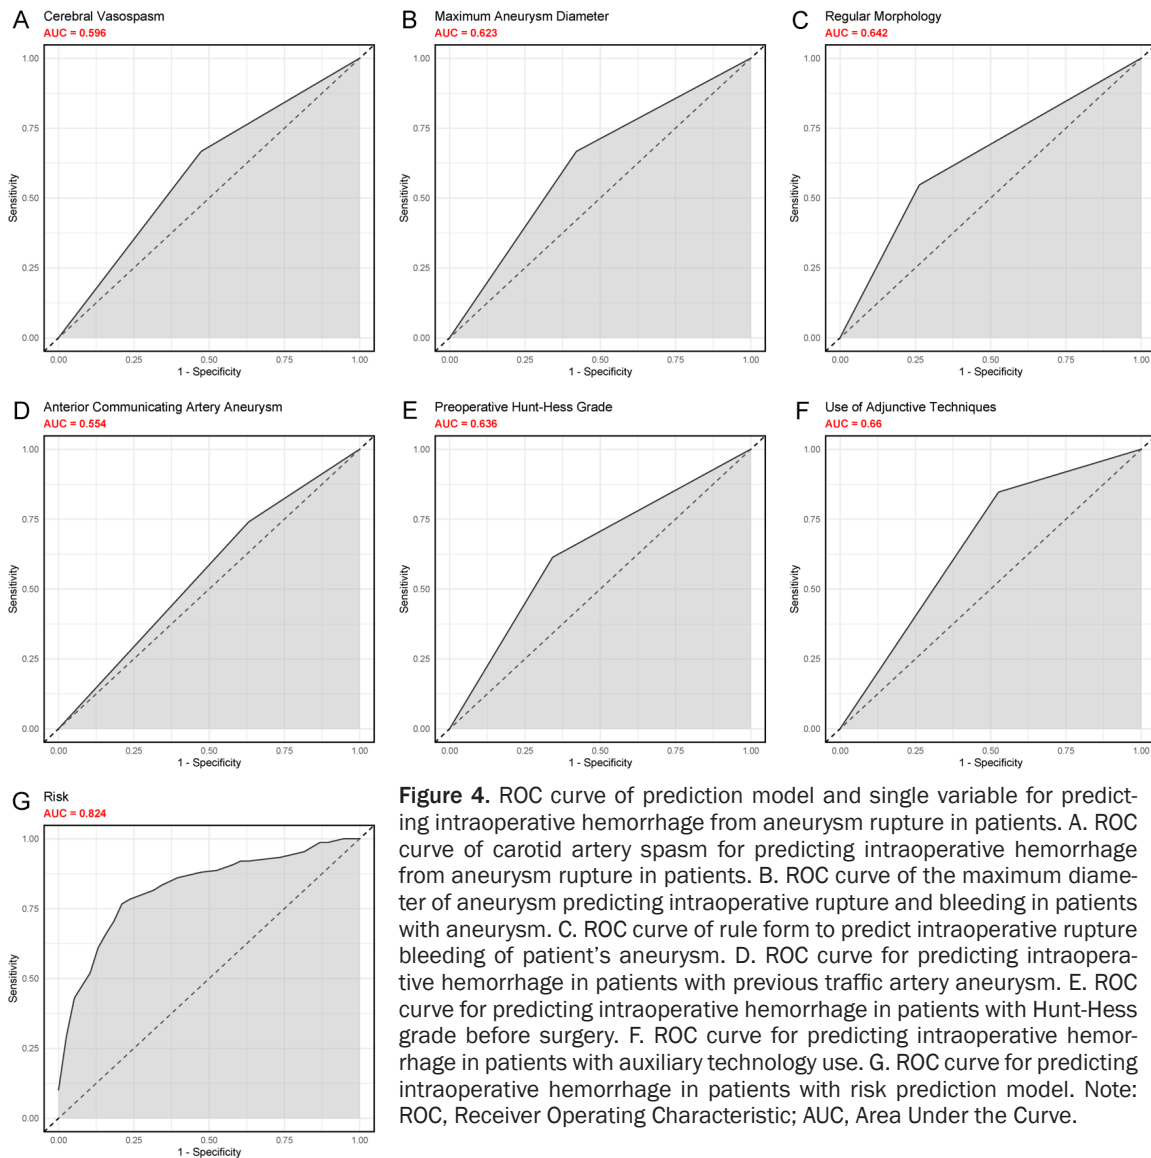 A Cerebral Vasospasm
AUC = 0.596
1.00
0.75
0.50
0.25
0.00
Sensitivity
0.00 0.25 0.50 0.75 1.00
1 - Specificity
B Maximum Aneurysm Diameter
AUC = 0.623
1.00
0.75
0.50
0.25
0.00
Sensitivity
0.00 0.25 0.50 0.75 1.00
1 - Specificity
C Regular Morphology
AUC = 0.642
1.00
0.75
0.50
0.25
0.00
Sensitivity
0.00 0.25 0.50 0.75 1.00
1 - Specificity
D Anterior Communicating Artery Aneurysm
AUC = 0.554
1.00
0.75
0.50
0.25
0.00
Sensitivity
0.00 0.25 0.50 0.75 1.00
1 - Specificity
E Preoperative Hunt-Hess Grade
AUC = 0.636
1.00
0.75
0.50
0.25
0.00
Sensitivity
0.00 0.25 0.50 0.75 1.00
1 - Specificity
F Use of Adjunctive Techniques
AUC = 0.66
1.00
0.75
0.50
0.25
0.00
Sensitivity
0.00 0.25 0.50 0.75 1.00
1 - Specificity
G Risk
AUC = 0.824
1.00
0.75
0.50
0.25
0.00
Sensitivity
0.00 0.25 0.50 0.75 1.00
1 - Specificity
Figure 4. ROC curve of prediction model and single variable for predict-
ing intraoperative hemorrhage from aneurysm rupture in patients. A. ROC
curve of carotid artery spasm for predicting intraoperative hemorrhage
from aneurysm rupture in patients. B. ROC curve of the maximum diame-
ter of aneurysm predicting intraoperative rupture and bleeding in patients
with aneurysm. C. ROC curve of rule form to predict intraoperative rupture
bleeding of patient's aneurysm. D. ROC curve for predicting intraopera-
tive hemorrhage in patients with previous traffic artery aneurysm. E. ROC
curve for predicting intraoperative hemorrhage in patients with Hunt-Hess
grade before surgery. F. ROC curve for predicting intraoperative hemor-
rhage in patients with auxiliary technology use. G. ROC curve for predicting
intraoperative hemorrhage in patients with risk prediction model. Note:
ROC, Receiver Operating Characteristic; AUC, Area Under the Curve.